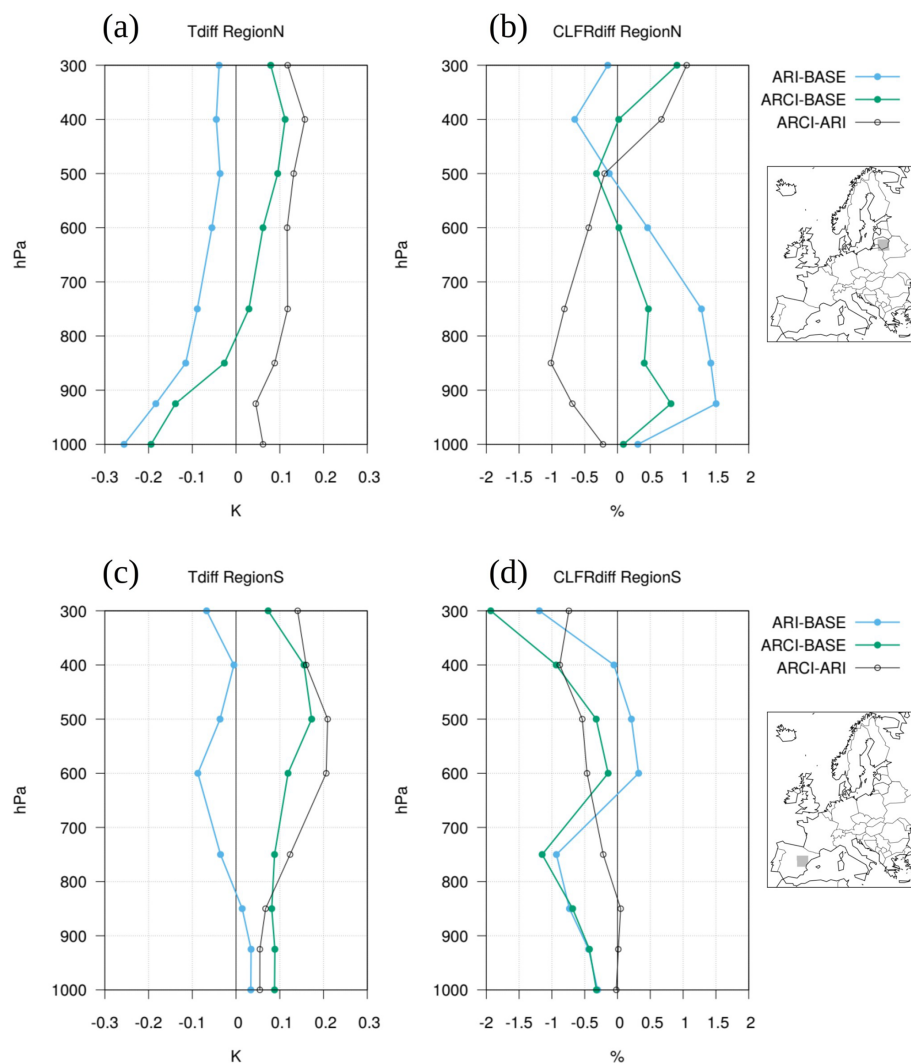 (a)
Tdiff RegionN
300
400
500
600
700
800
900
1000
hPa
-0.3 -0.2 -0.1 0 0.1 0.2 0.3
K
(b)
CLFRdiff RegionN
300
400
500
600
700
800
900
1000
hPa
-2 -1.5 -1 -0.5 0 0.5 1 1.5 2
%
ARI-BASE
ARCI-BASE
ARCI-ARI
(c)
Tdiff RegionS
300
400
500
600
700
800
900
1000
hPa
-0.3 -0.2 -0.1 0 0.1 0.2 0.3
K
(d)
CLFRdiff RegionS
300
400
500
600
700
800
900
1000
hPa
-2 -1.5 -1 -0.5 0 0.5 1 1.5 2
%
ARI-BASE
ARCI-BASE
ARCI-ARI